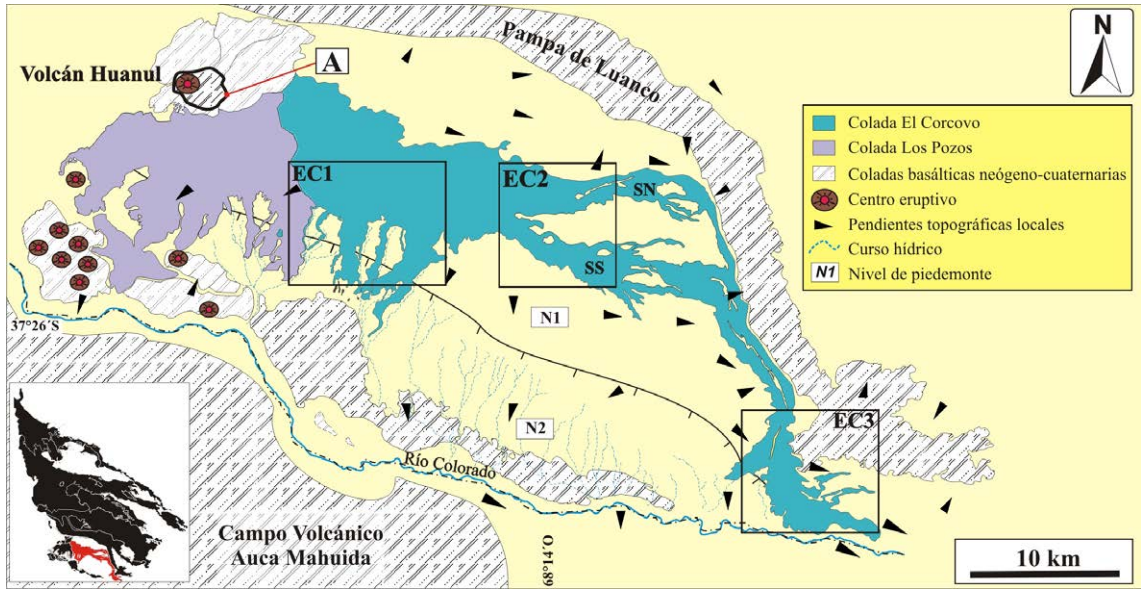 Volcán Huanul
A
Pampa de Luanco
N
EC1
EC2
SN
SS
Colada El Corcovo
Colada Los Pozos
Coladas basálticas neógeno-cuaternarias
Centro eruptivo
Pendientes topográficas locales
Curso hídrico
N1 Nivel de piedemonte
37°26´S
N1
N2
EC3
Río Colorado
Campo Volcánico
Auca Mahuida
68°14´O
10 km